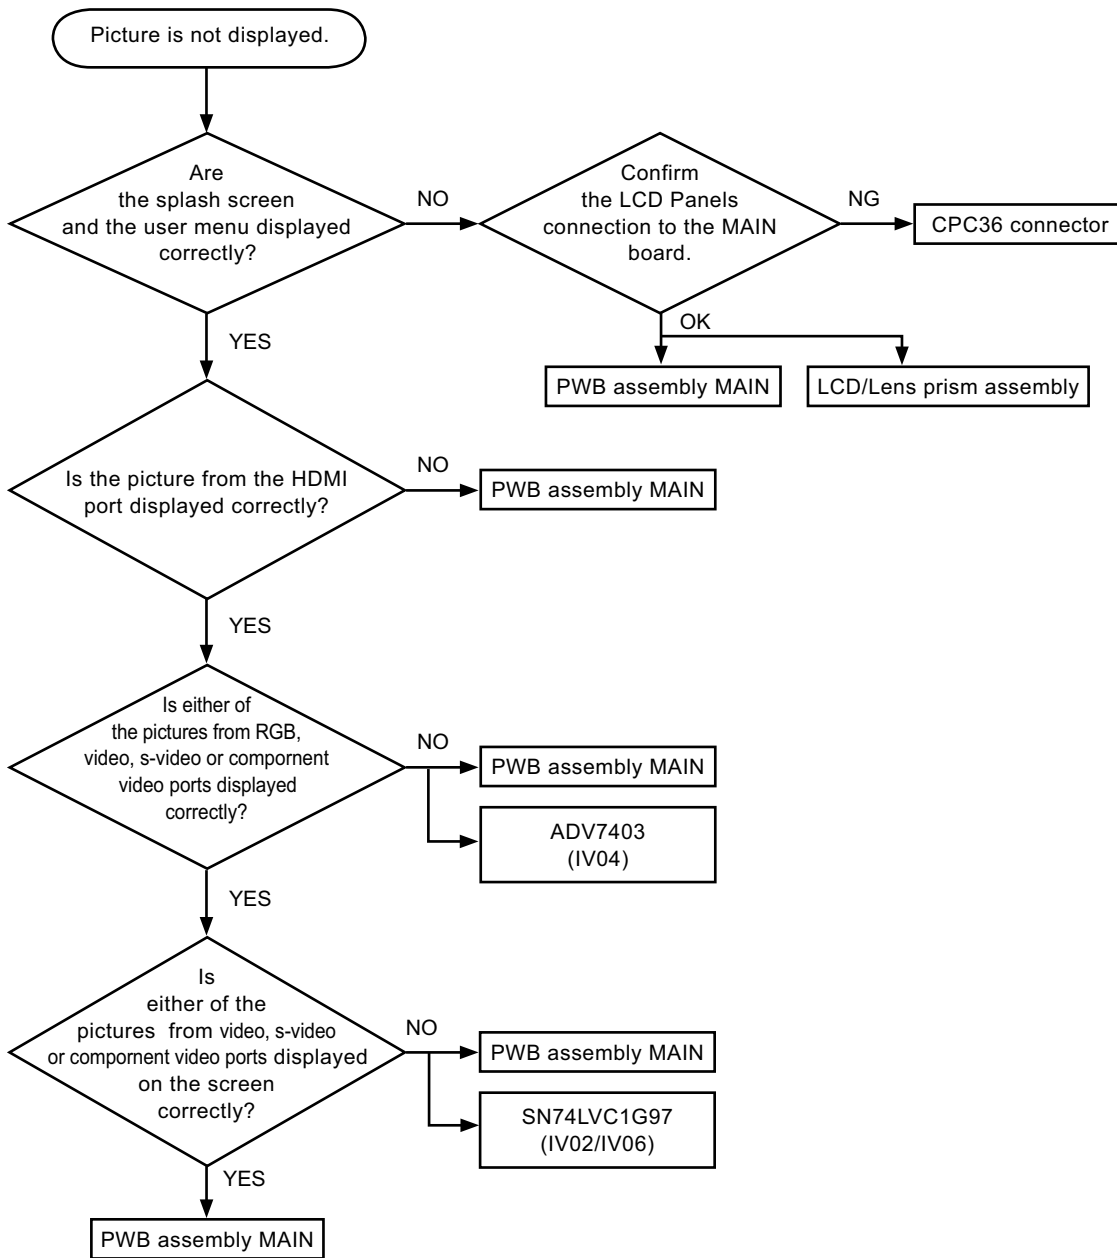 Picture is not displayed.
Are
the splash screen
and the user menu displayed
correctly?
NO
Confirm
the LCD Panels
connection to the MAIN
board.
NG
CPC36 connector
OK
PWB assembly MAIN
LCD/Lens prism assembly
YES
Is the picture from the HDMI
port displayed correctly?
NO
PWB assembly MAIN
YES
Is either of
the pictures from RGB,
video, s-video or compornent
video ports displayed
correctly?
NO
PWB assembly MAIN
ADV7403
(IV04)
YES
Is
either of the
pictures from video, s-video
or compornent video ports displayed
on the screen
correctly?
NO
PWB assembly MAIN
SN74LVC1G97
(IV02/IV06)
YES
PWB assembly MAIN